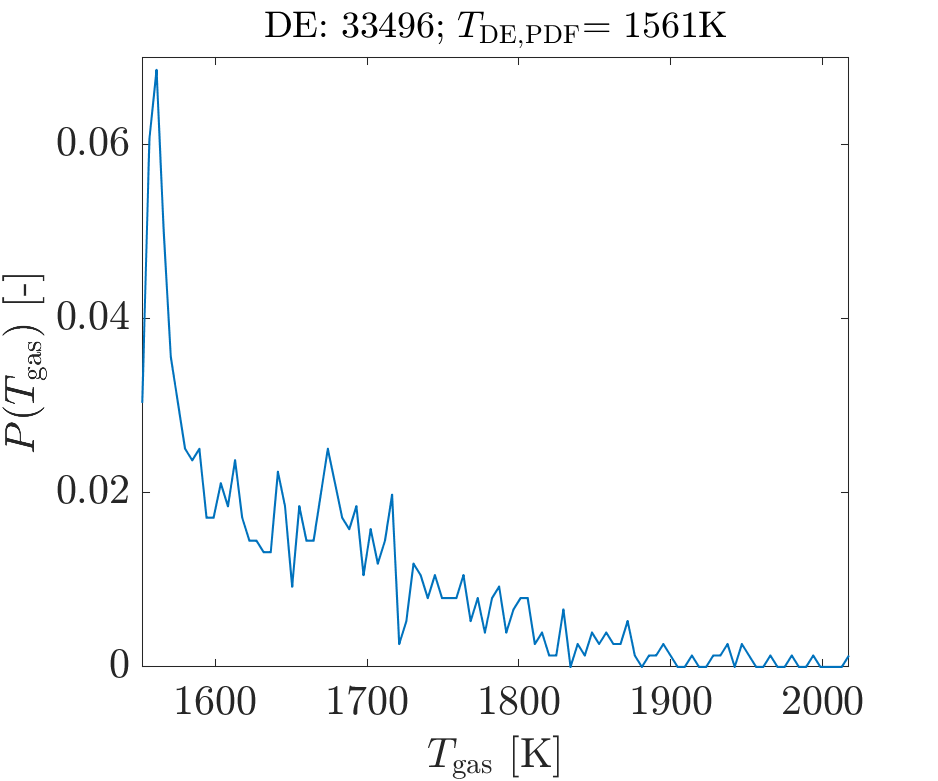 DE: 33496; T_DE,PDF= 1561K
P(T_gas) [-]
0.06
0.04
0.02
0
1600 1700 1800 1900 2000
T_gas [K]